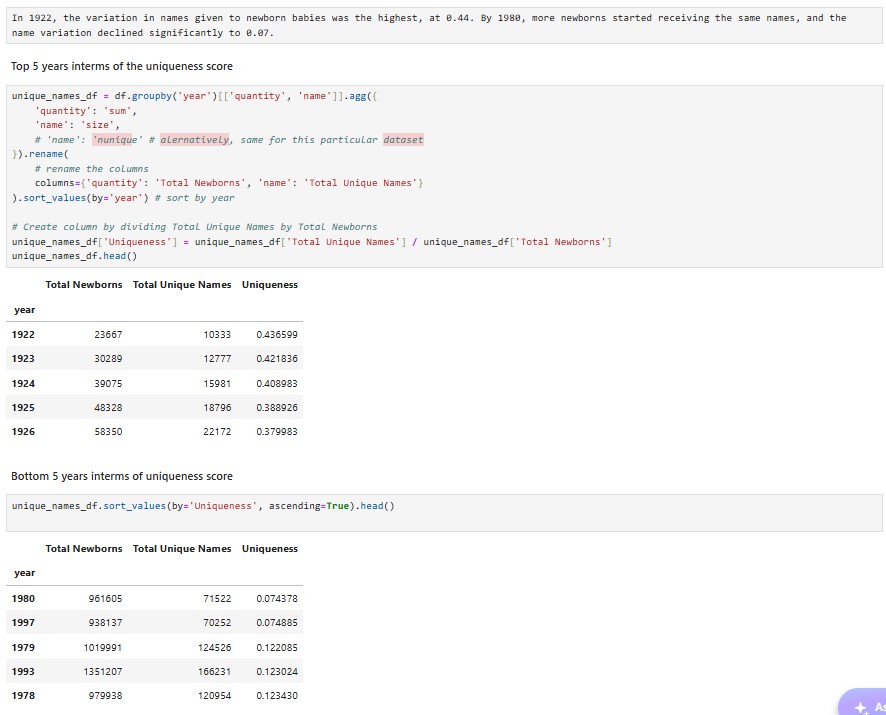 In 1922, the variation in names given to newborn babies was the highest, at 0.44. By 1980, more newborns started receiving the same names, and the
name variation declined significantly to 0.07.
Top 5 years interms of the uniqueness score
unique_names_df = df.groupby('year')[['quantity', 'name']].agg({
    'quantity': 'sum',
    'name': 'size',
    # 'name': 'nunique' # alernatively, same for this particular dataset
}).rename(
    # rename the columns
    columns={'quantity': 'Total Newborns', 'name': 'Total Unique Names'}
).sort_values(by='year') # sort by year
# Create column by dividing Total Unique Names by Total Newborns
unique_names_df['Uniqueness'] = unique_names_df['Total Unique Names'] / unique_names_df['Total Newborns']
unique_names_df.head()
Total Newborns Total Unique Names Uniqueness
year
1922 23667 10333 0.436599
1923 30289 12777 0.421836
1924 39075 15981 0.408983
1925 48328 18796 0.388926
1926 58350 22172 0.379983
Bottom 5 years interms of uniqueness score
unique_names_df.sort_values(by='Uniqueness', ascending=True).head()
Total Newborns Total Unique Names Uniqueness
year
1980 961605 71522 0.074378
1997 938137 70252 0.074885
1979 1019991 124526 0.122085
1993 1351207 166231 0.123024
1978 979938 120954 0.123430